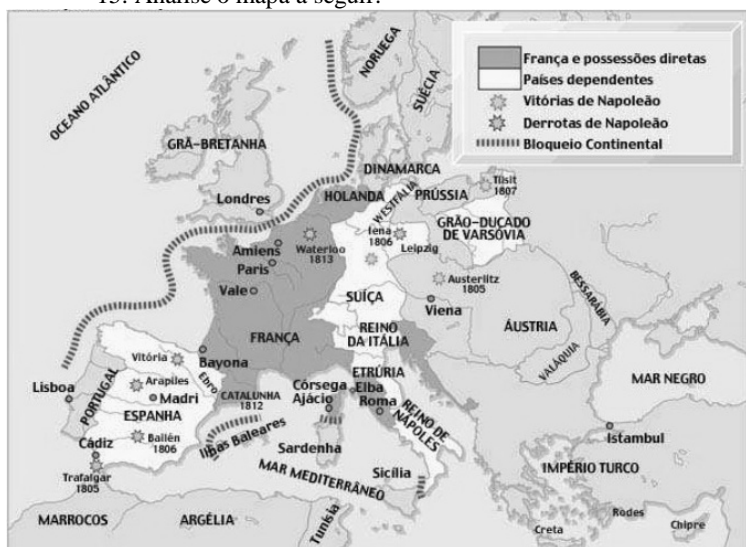 15. Analise o mapa a seguir:
França e possessões diretas
Países dependentes
Vitórias de Napoleão
Derrotas de Napoleão
Bloqueio Continental
OCEANO ATLÂNTICO
NORUEGA
SUÉCIA
GRÃ-BRETANHA
DINAMARCA
Londres
HOLANDA
WESTFÁLIA
PRÚSSIA
Tilsit
1807
GRÃO-DUCADO
DE VARSÓVIA
Iena
1806
Leipzig
Waterloo
1813
Amiens
Paris
Vale
Austerlitz
1805
Viena
SUÍÇA
ÁUSTRIA
BESSARÁBIA
VALÁQUIA
FRANÇA
REINO
DA ITÁLIA
MAR NEGRO
Bayona
Vitória
Ebro
CATALUNHA
1812
Arapiles
Madri
ESPANHA
Bailén
1806
Lisboa
PORTUGAL
Cádiz
Trafalgar
1805
ETRÚRIA
Elba
Córsega
Ajácio
Roma
REINO DE
NÁPOLES
Ilhas Baleares
Sardenha
MAR MEDITERRÂNEO
Sicília
Istambul
IMPÉRIO TURCO
MARROCOS
ARGÉLIA
Tunísia
Creta
Rodes
Chipre